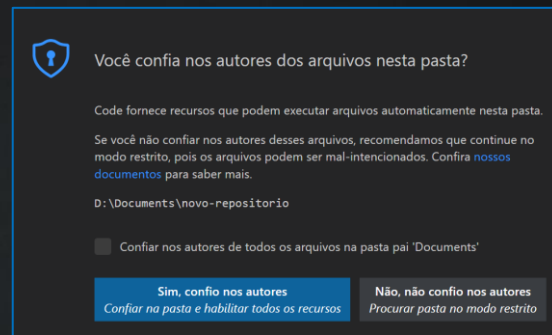 Você confia nos autores dos arquivos nesta pasta?
Code fornece recursos que podem executar arquivos automaticamente nesta pasta.
Se você não confiar nos autores desses arquivos, recomendamos que continue no
modo restrito, pois os arquivos podem ser mal-intencionados. Confira nossos
documentos para saber mais.
D:\Documents\novo-repositorio
Confiar nos autores de todos os arquivos na pasta pai 'Documents'
Sim, confio nos autores
Confiar na pasta e habilitar todos os recursos
Não, não confio nos autores
Procurar pasta no modo restrito